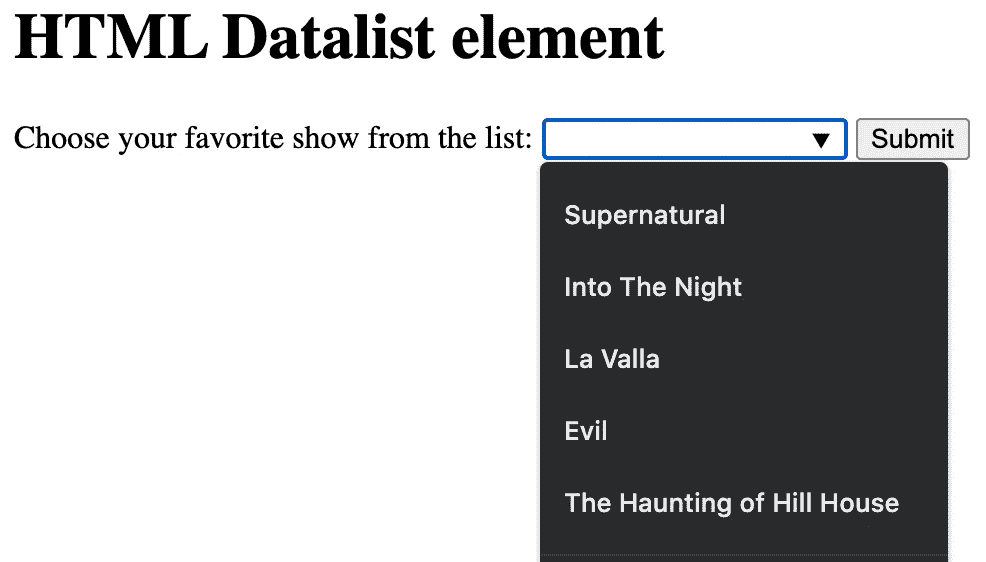 HTML Datalist element
Choose your favorite show from the list: Submit
Supernatural
Into The Night
La Valla
Evil
The Haunting of Hill House